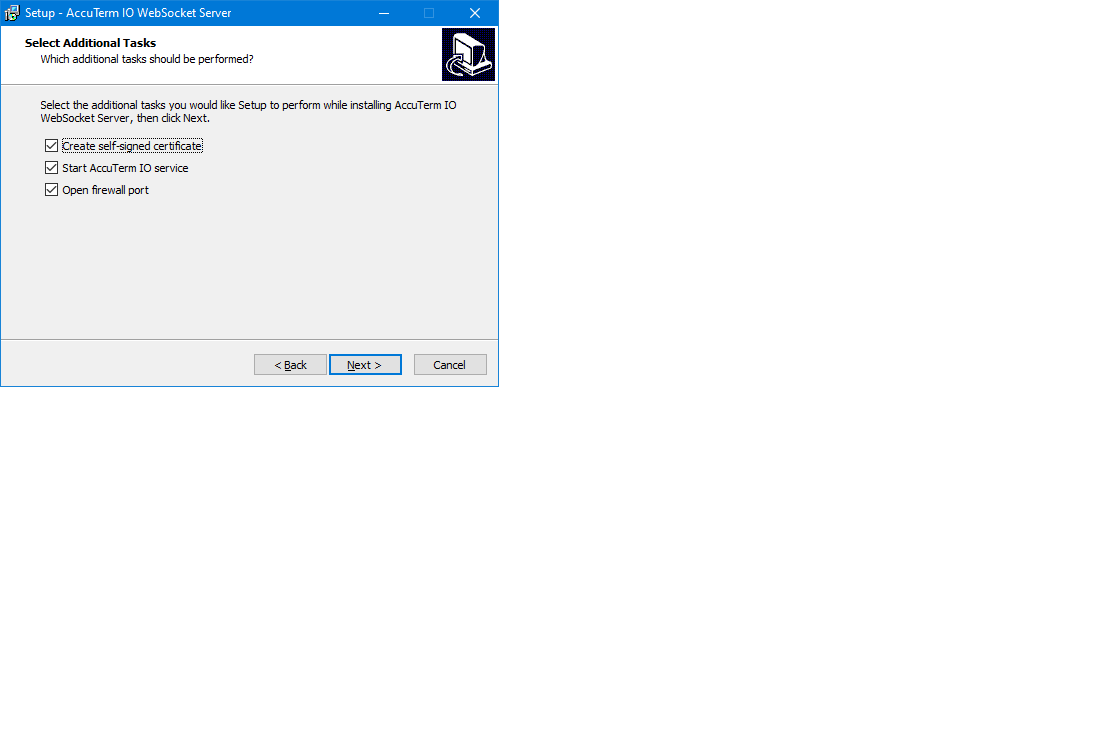 Setup - AccuTerm IO WebSocket Server
Select Additional Tasks
Which additional tasks should be performed?
Select the additional tasks you would like Setup to perform while installing AccuTerm IO
WebSocket Server, then click Next.
Create self-signed certificate
Start AccuTerm IO service
Open firewall port
< Back
Next >
Cancel